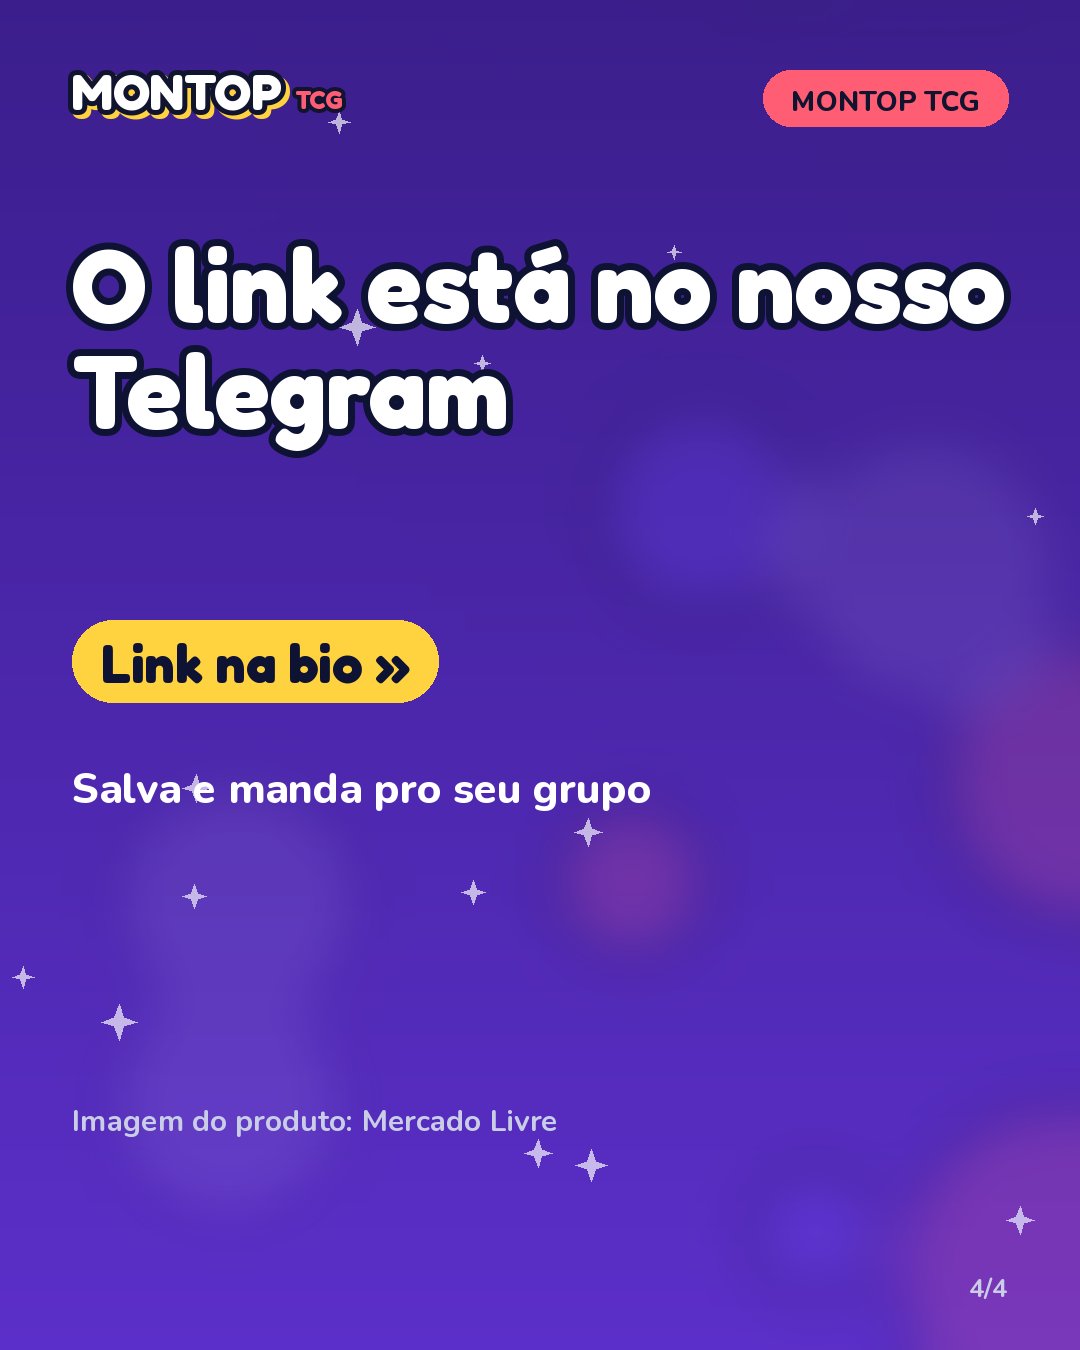 MONTOP TCG
MONTOP TCG
O link está no nosso
Telegram
Link na bio »
Salva e manda pro seu grupo
Imagem do produto: Mercado Livre
4/4